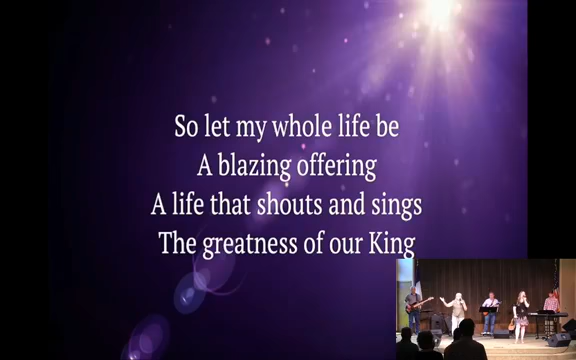 So let my whole life be
A blazing offering
A life that shouts and sings
The greatness of our King